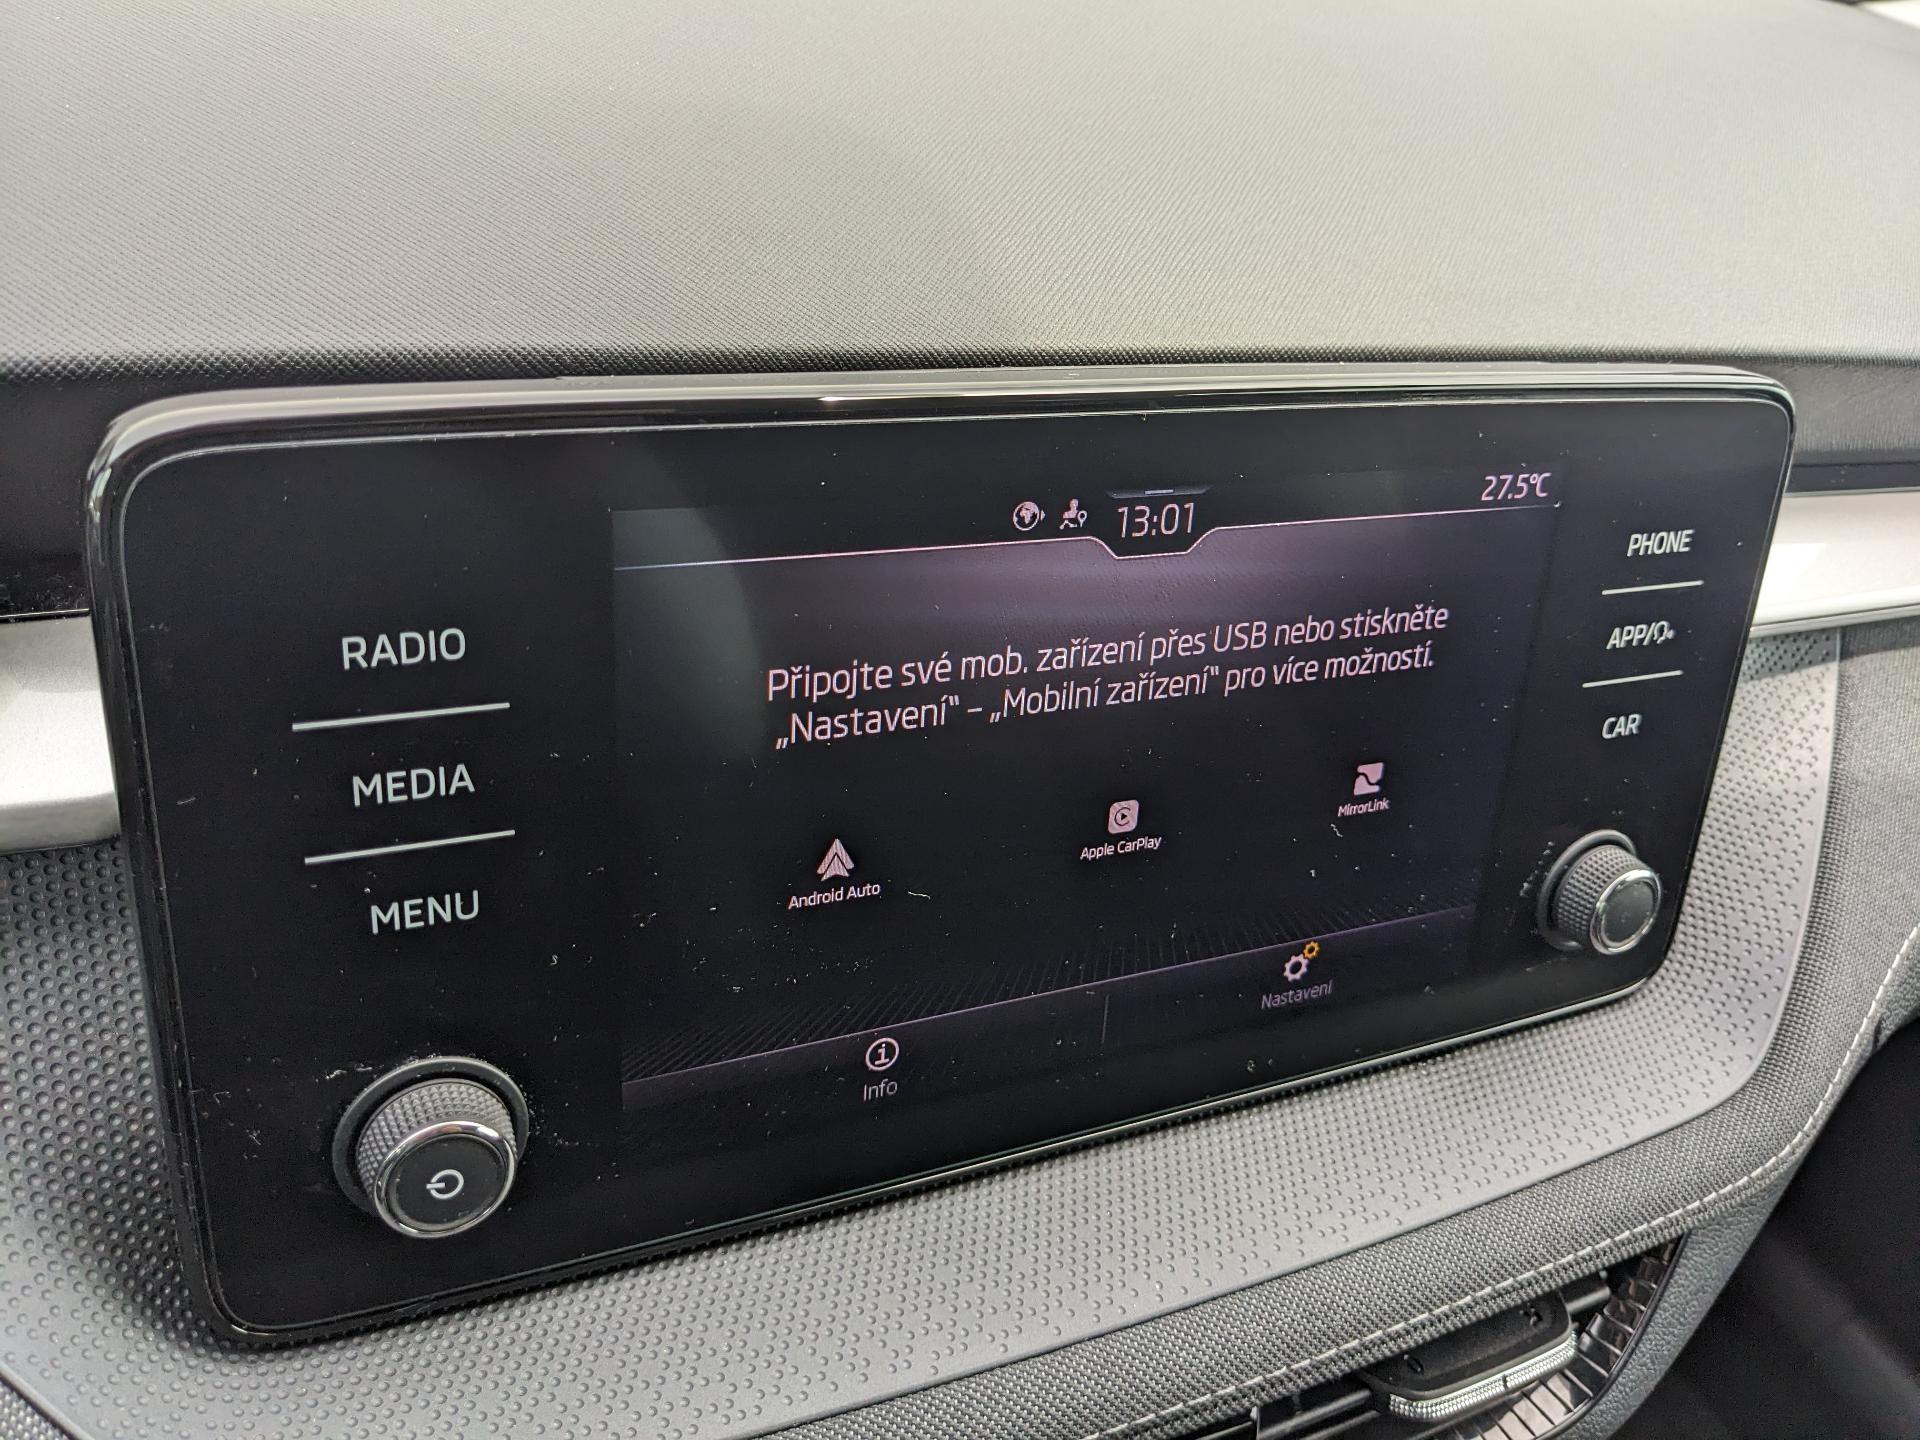 27.5°C
13:01
PHONE
APP/
CAR
RADIO
MEDIA
MENU
Připojte své mob. zařízení přes USB nebo stiskněte
„Nastavení“ – „Mobilní zařízení“ pro více možností.
Android Auto
Apple CarPlay
MirrorLink
Info
Nastavení